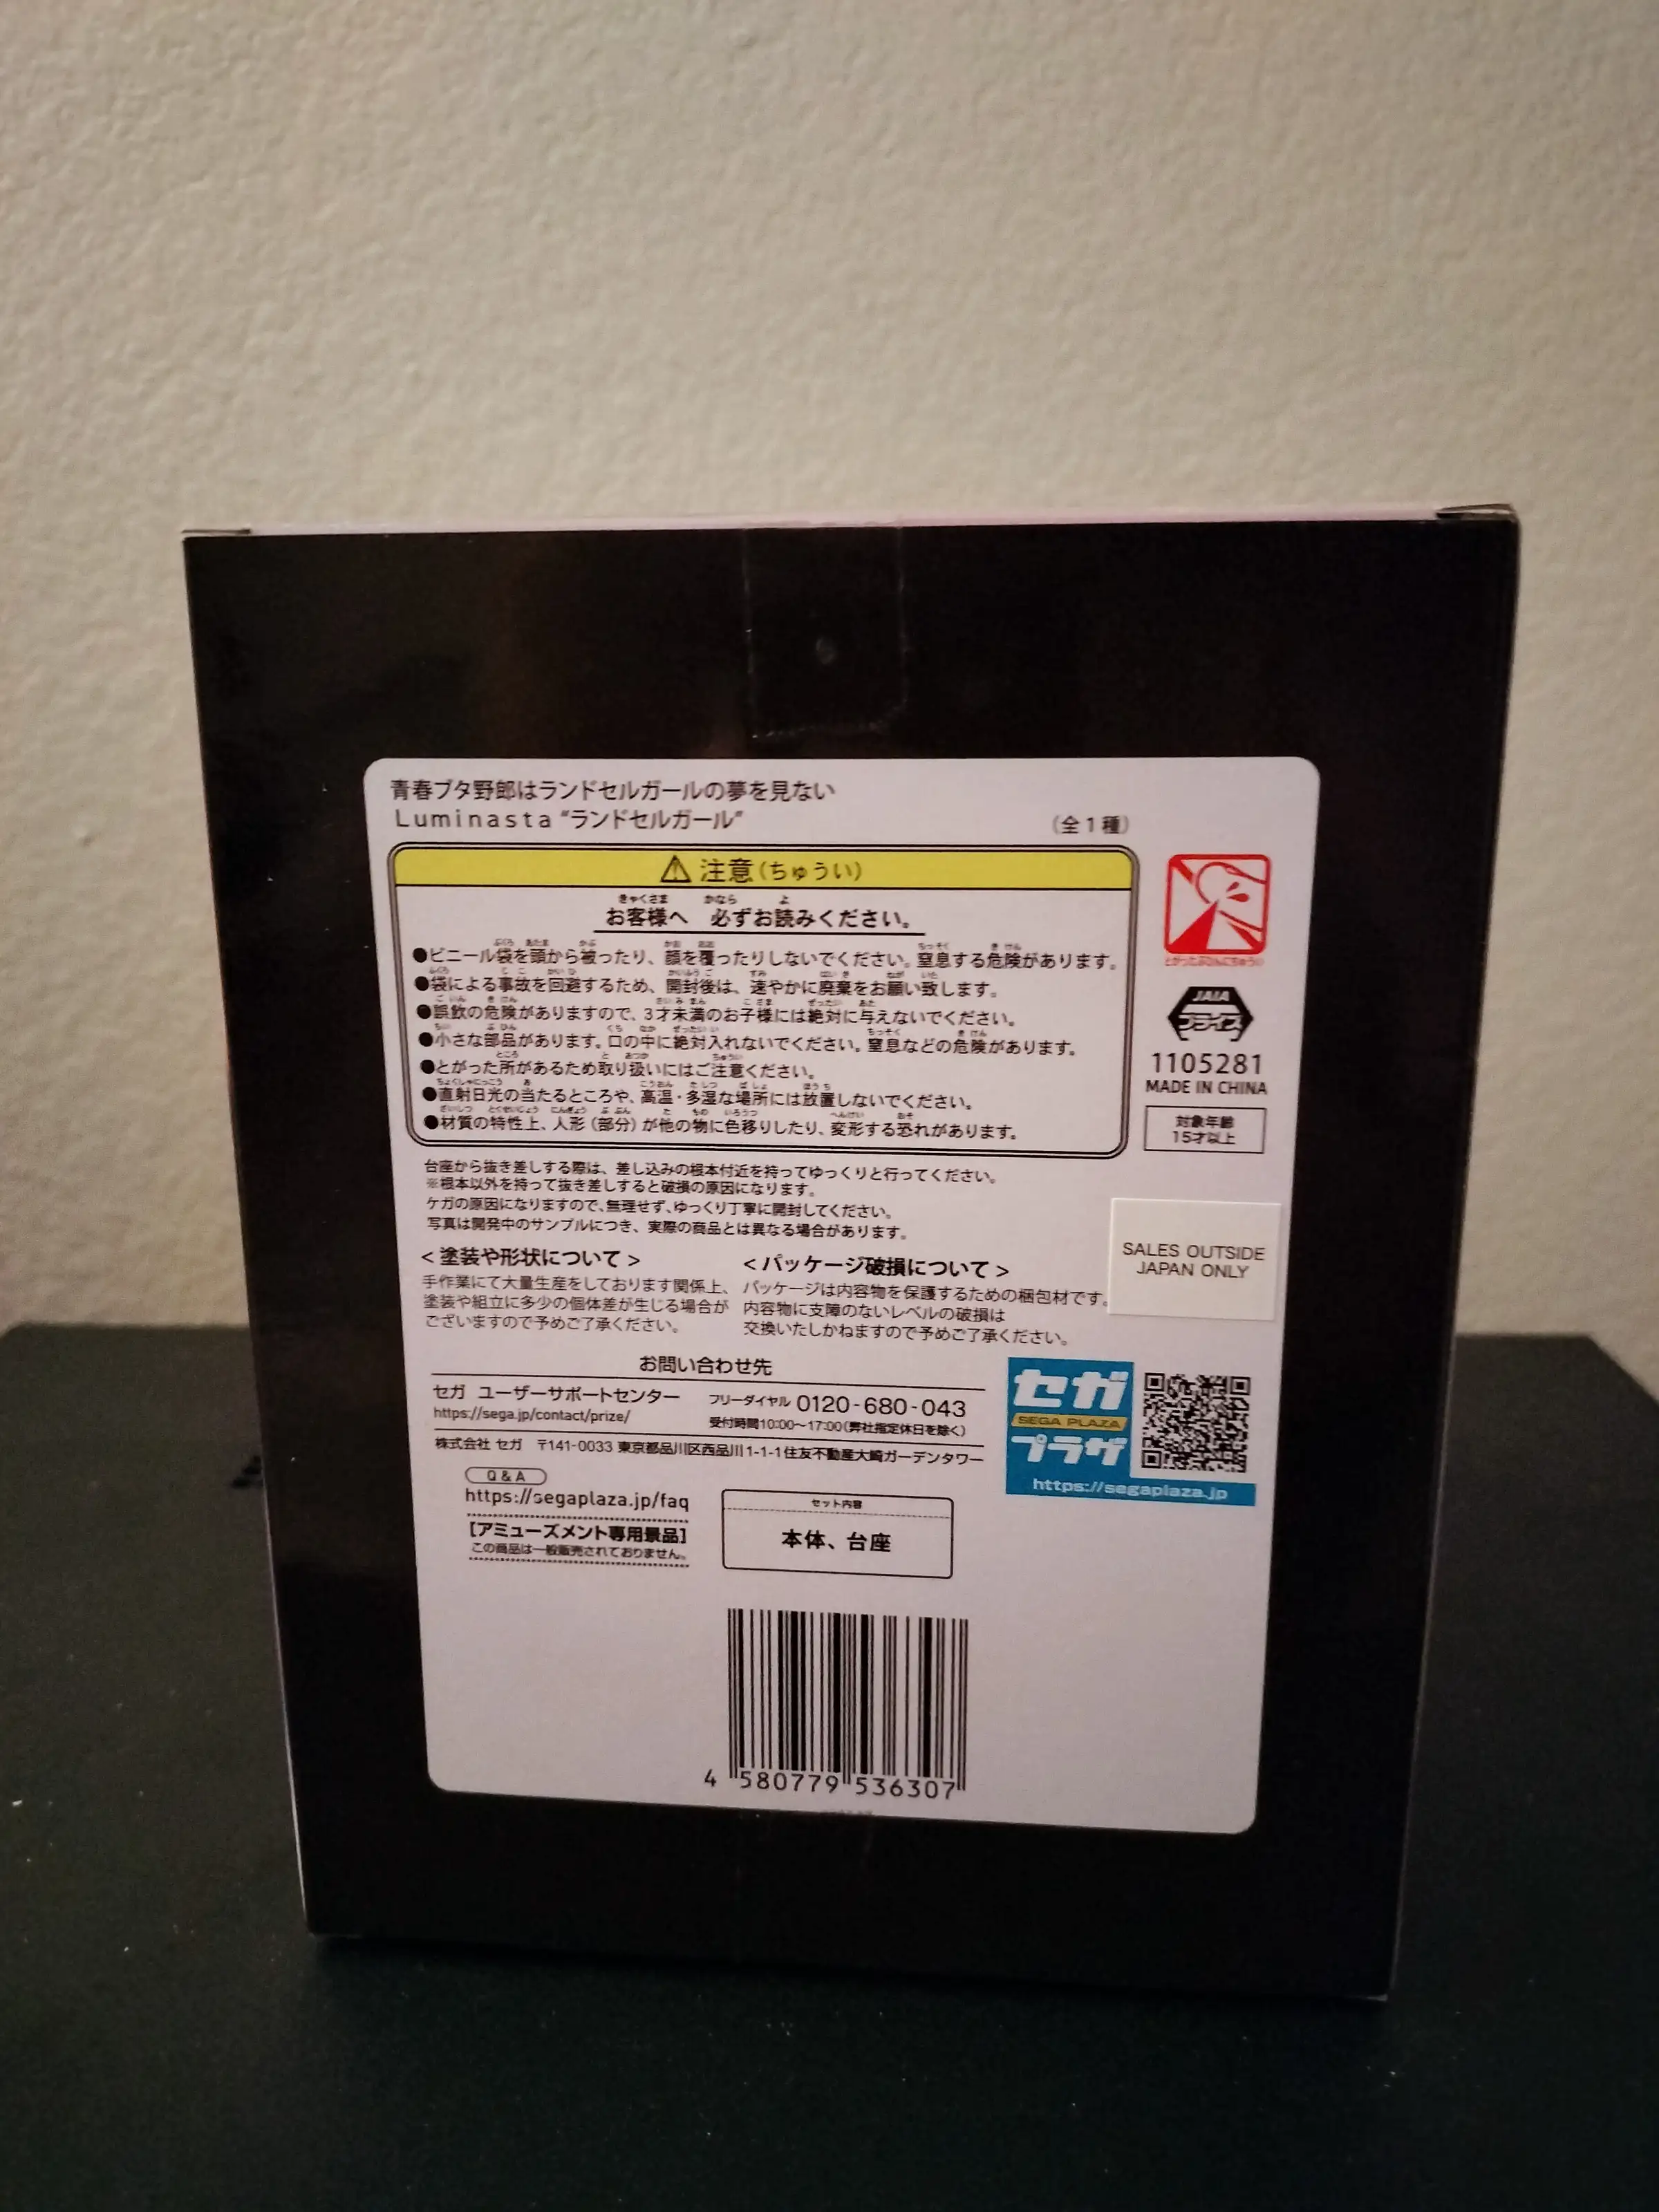 青春ブタ野郎はランドセルガールの夢を見ない
Luminasta “ランドセルガール”
（全1種）
⚠ 注意（ちゅうい）
お客様へ 必ずお読みください。
●ビニール袋を頭から被ったり、顔を覆ったりしないでください。窒息する危険があります。
●袋による事故を回避するため、開封後は、速やかに廃棄をお願い致します。
●誤飲の危険がありますので、3才未満のお子様には絶対に与えないでください。
●小さな部品があります。口の中に絶対入れないでください。窒息などの危険があります。
●とがった所があるため取り扱いにはご注意ください。
●直射日光の当たるところや、高温・多湿な場所には放置しないでください。
●材質の特性上、人形（部分）が他の物に色移りしたり、変形する恐れがあります。
とがったぶひんにちゅうい
JAIA
プライズ
1105281
MADE IN CHINA
対象年齢
15才以上
台座から抜き差しする際は、差し込みの根本付近を持ってゆっくりと行ってください。
※根本以外を持って抜き差しすると破損の原因になります。
ケガの原因になりますので、無理せず、ゆっくり丁寧に開封してください。
写真は開発中のサンプルにつき、実際の商品とは異なる場合があります。
＜塗装や形状について＞
手作業にて大量生産をしております関係上、
塗装や組立に多少の個体差が生じる場合が
ございますので予めご了承ください。
＜パッケージ破損について＞
パッケージは内容物を保護するための梱包材です。
内容物に支障のないレベルの破損は
交換いたしかねますので予めご了承ください。
SALES OUTSIDE
JAPAN ONLY
お問い合わせ先
セガ ユーザーサポートセンター
https://sega.jp/contact/prize/
フリーダイヤル 0120-680-043
受付時間10:00～17:00（弊社指定休日を除く）
株式会社 セガ 〒141-0033 東京都品川区西品川1-1-1住友不動産大崎ガーデンタワー
セガ
SEGA PLAZA
プラザ
https://segaplaza.jp
Q&A
https://segaplaza.jp/faq
［アミューズメント専用景品］
この商品は一般販売されておりません。
セット内容
本体、台座
4 580779 536307